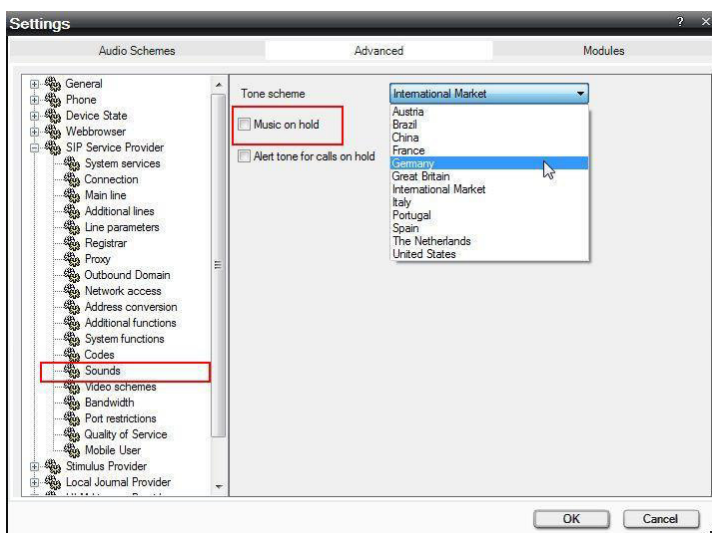 Settings
? ×
Audio Schemes
Advanced
Modules
General
Phone
Device State
Webbrowser
SIP Service Provider
System services
Connection
Main line
Additional lines
Line parameters
Registrar
Proxy
Outbound Domain
Network access
Address conversion
Additional functions
System functions
Codes
Sounds
Video schemes
Bandwidth
Port restrictions
Quality of Service
Mobile User
Stimulus Provider
Local Journal Provider
Tone scheme
International Market
Music on hold
Alert tone for calls on hold
Austria
Brazil
China
France
Germany
Great Britain
International Market
Italy
Portugal
Spain
The Netherlands
United States
OK
Cancel